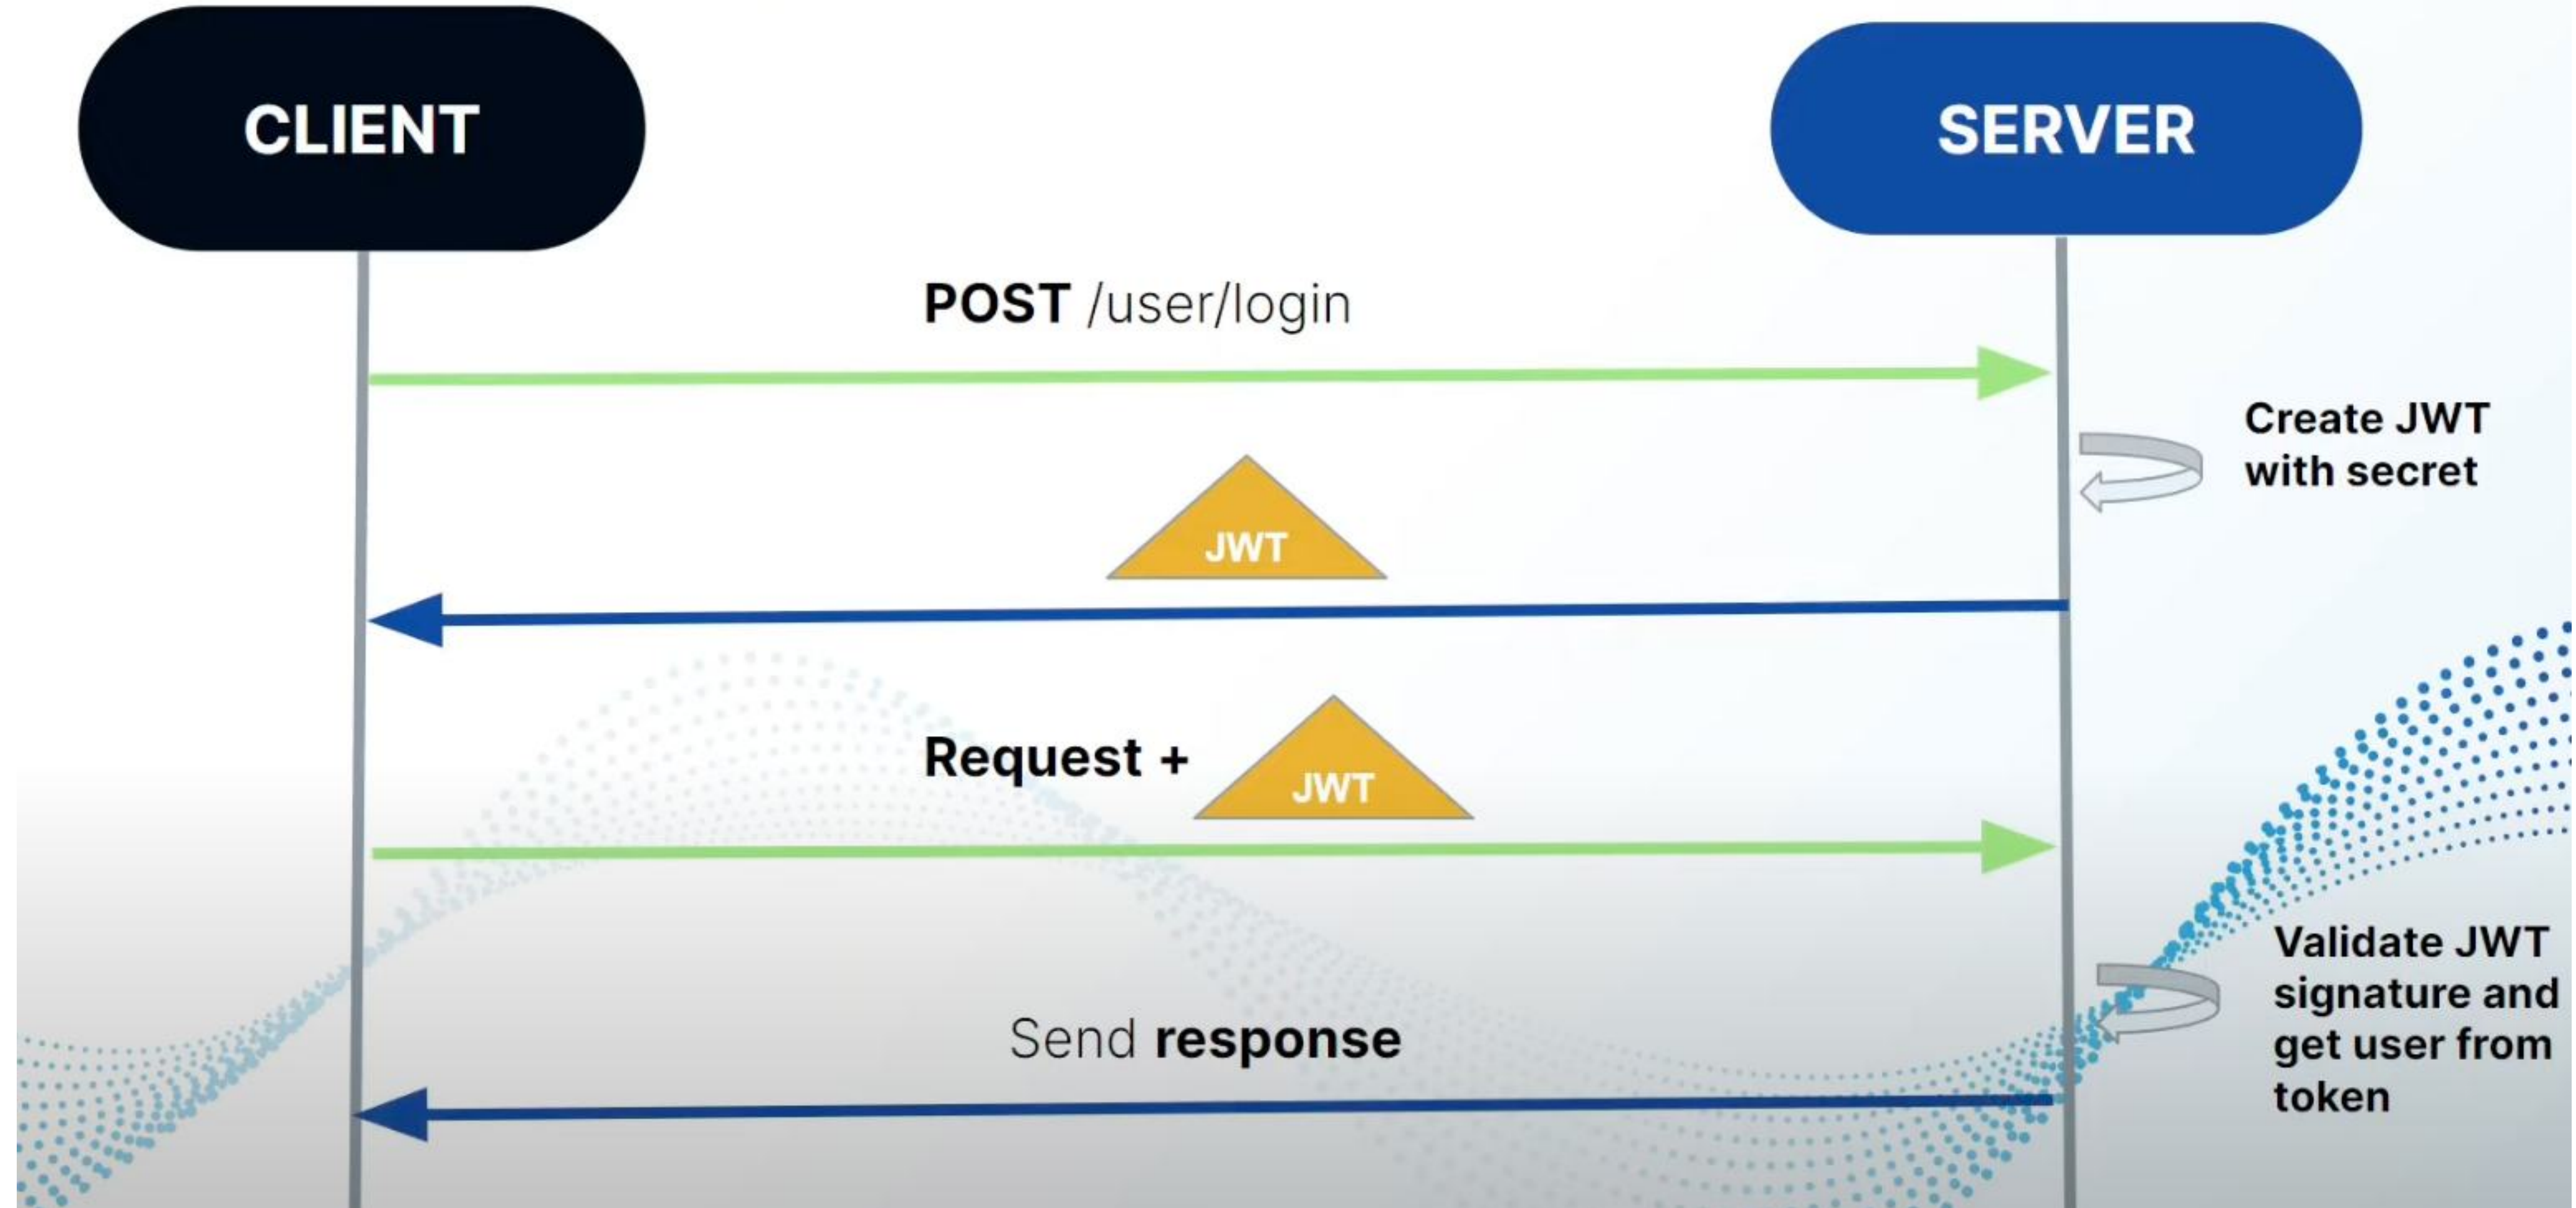 CLIENT
SERVER
POST /user/login
Create JWT
with secret
JWT
Request +
JWT
Validate JWT
signature and
get user from
token
Send response